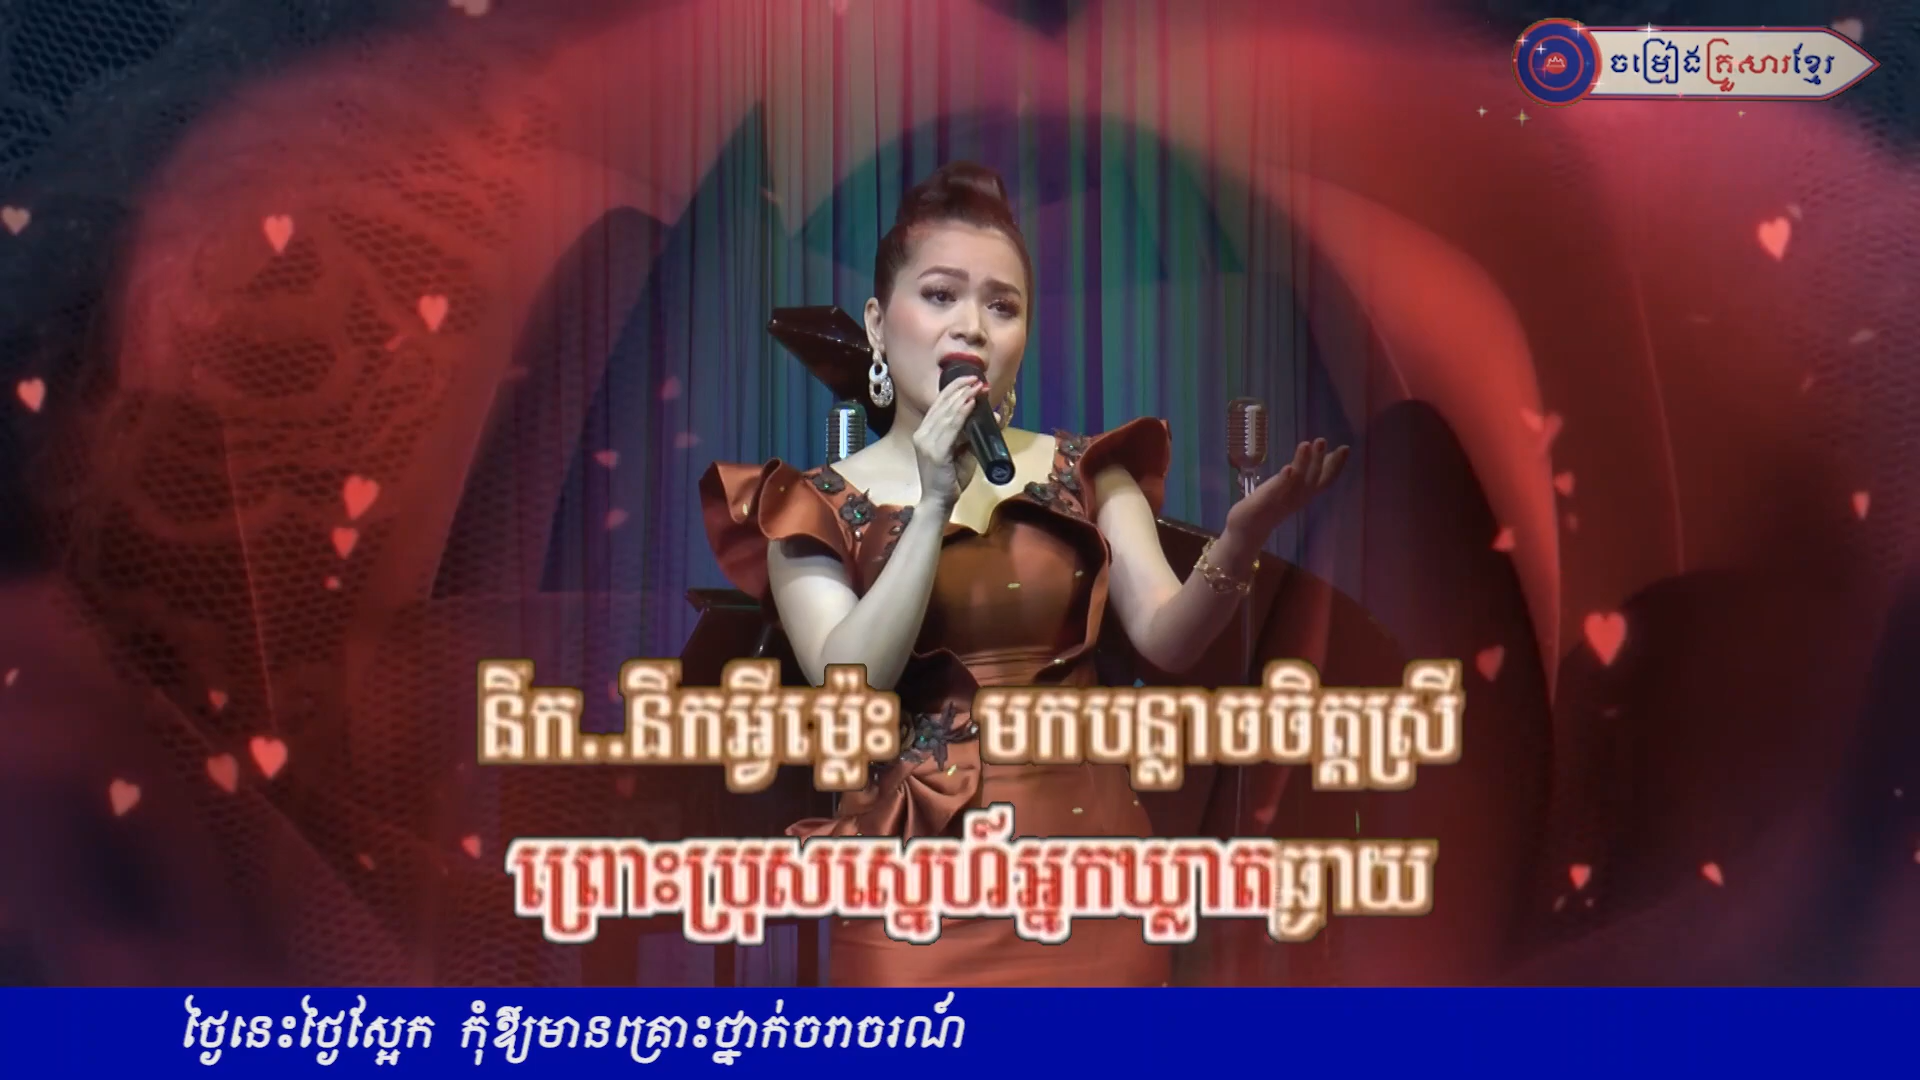 ចម្រៀងគ្រួសារខ្មែរ
នឹក..នឹកអ្វីម្ល៉េះ មកបន្លាចចិត្តស្រី
ព្រោះប្រុសស្នេហ៍អ្នកឃ្លាតឆ្ងាយ
ថ្ងៃនេះថ្ងៃស្អែក កុំឱ្យមានគ្រោះថ្នាក់ចរាចរណ៍